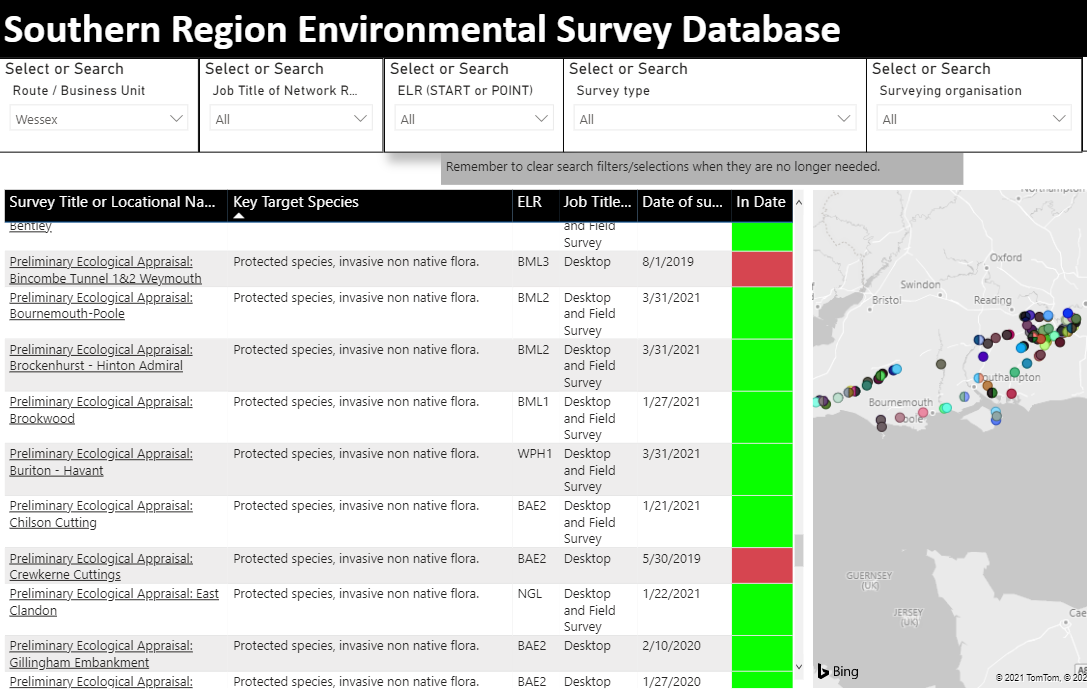 Southern Region Environmental Survey Database
Select or Search
Route / Business Unit
Wessex
Select or Search
Job Title of Network R...
All
Select or Search
ELR (START or POINT)
All
Select or Search
Survey type
All
Select or Search
Surveying organisation
All
Remember to clear search filters/selections when they are no longer needed.
Survey Title or Locational Na... Key Target Species ELR Job Title... Date of su... In Date
Bentley and Field
Survey
Preliminary Ecological Appraisal: Protected species, invasive non native flora. BML3 Desktop 8/1/2019
Bincombe Tunnel 1&2 Weymouth
Preliminary Ecological Appraisal: Protected species, invasive non native flora. BML2 Desktop 3/31/2021
Bournemouth-Poole and Field
Survey
Preliminary Ecological Appraisal: Protected species, invasive non native flora. BML2 Desktop 3/31/2021
Brockenhurst - Hinton Admiral and Field
Survey
Preliminary Ecological Appraisal: Protected species, invasive non native flora. BML1 Desktop 1/27/2021
Brookwood and Field
Survey
Preliminary Ecological Appraisal: Protected species, invasive non native flora. WPH1 Desktop 3/31/2021
Buriton - Havant and Field
Survey
Preliminary Ecological Appraisal: Protected species, invasive non native flora. BAE2 Desktop 1/21/2021
Chilson Cutting and Field
Survey
Preliminary Ecological Appraisal: Protected species, invasive non native flora. BAE2 Desktop 5/30/2019
Crewkerne Cuttings
Preliminary Ecological Appraisal: East Protected species, invasive non native flora. NGL Desktop 1/22/2021
Clandon and Field
Survey
Preliminary Ecological Appraisal: Protected species, invasive non native flora. BAE2 Desktop 2/10/2020
Gillingham Embankment
Preliminary Ecological Appraisal: Protected species, invasive non native flora. BAE2 Desktop 1/27/2020
Oxford
Swindon
Bristol
Reading
Southampton
Bournemouth
Poole
GUERNSEY
(UK)
JERSEY
(UK)
Cae
Bing
© 2021 TomTom, © 202